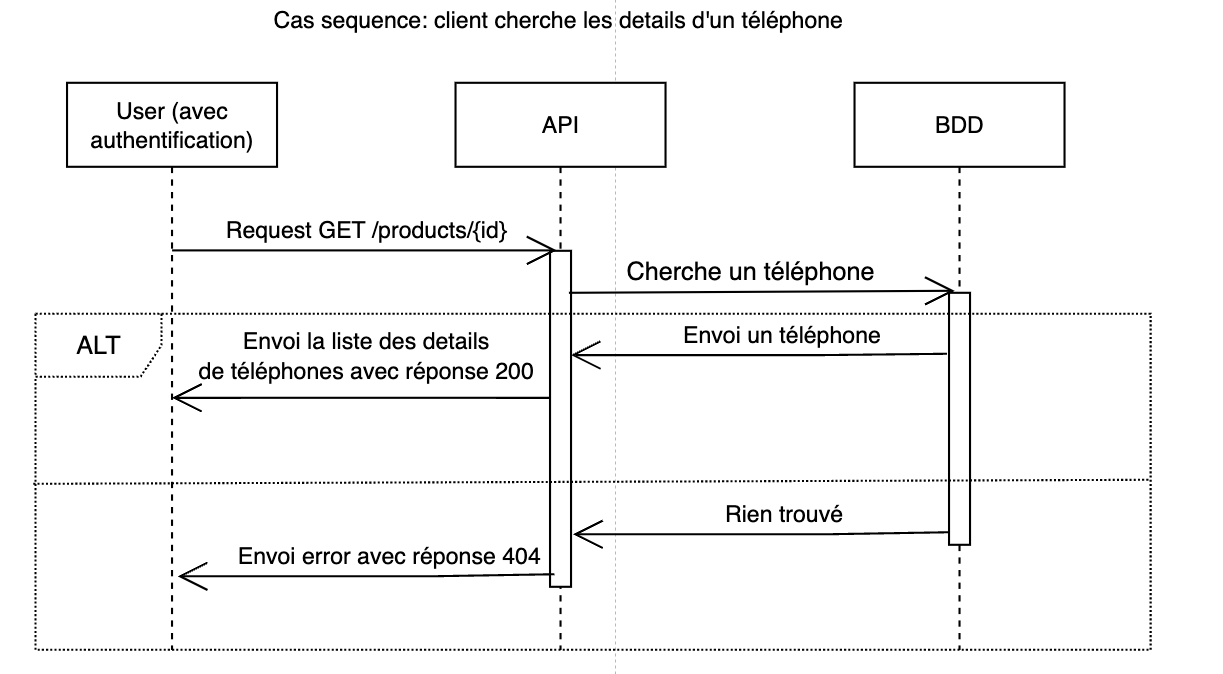 Cas sequence: client cherche les details d'un téléphone
User (avec
authentification)
API
BDD
Request GET /products/{id}
Cherche un téléphone
ALT
Envoi la liste des details
de téléphones avec réponse 200
Envoi un téléphone
Rien trouvé
Envoi error avec réponse 404